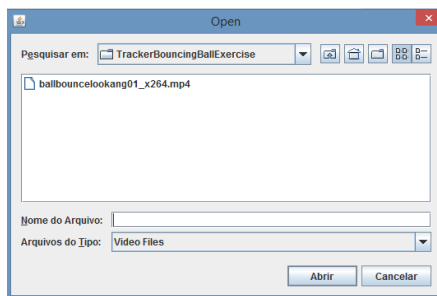 Open
Pesquisar em: TrackerBouncingBallExercise
ballbouncelookang01_x264.mp4
Nome do Arquivo:
Arquivos do Tipo: Video Files
Abrir Cancelar